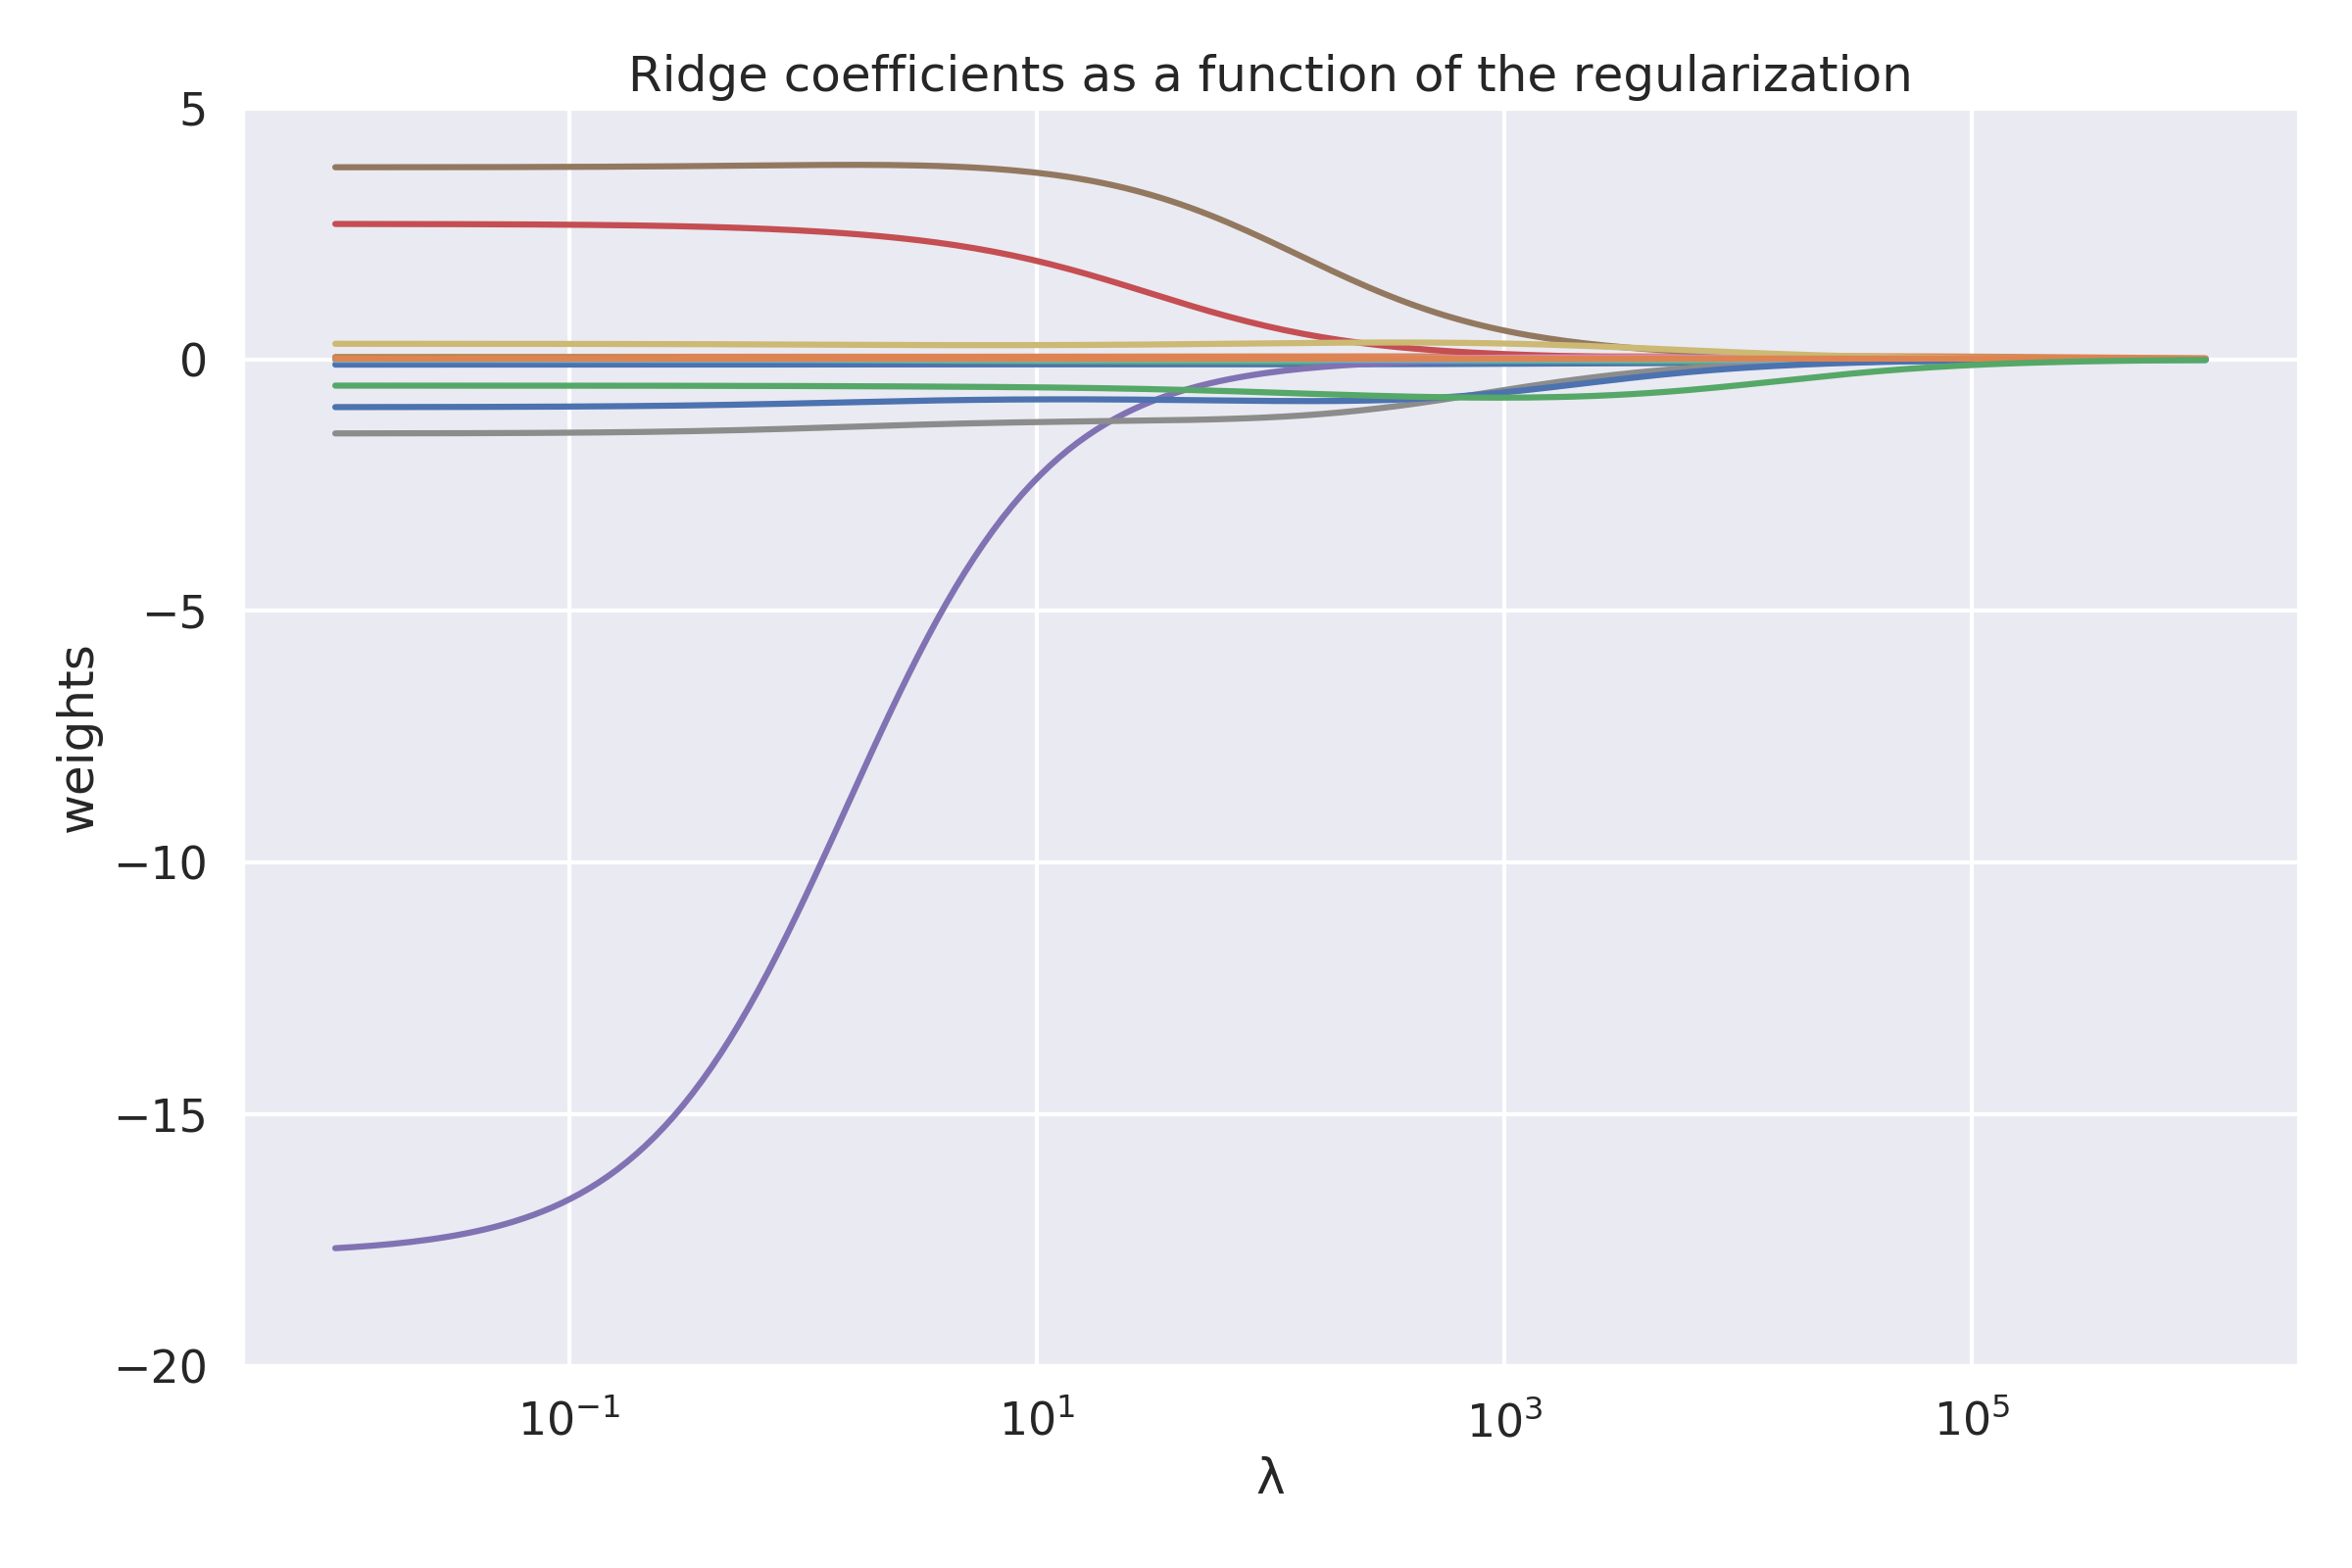 Ridge coefficients as a function of the regularization
5
0
−5
−10
−15
−20
weights
10⁻¹ 10¹ 10³ 10⁵
λ